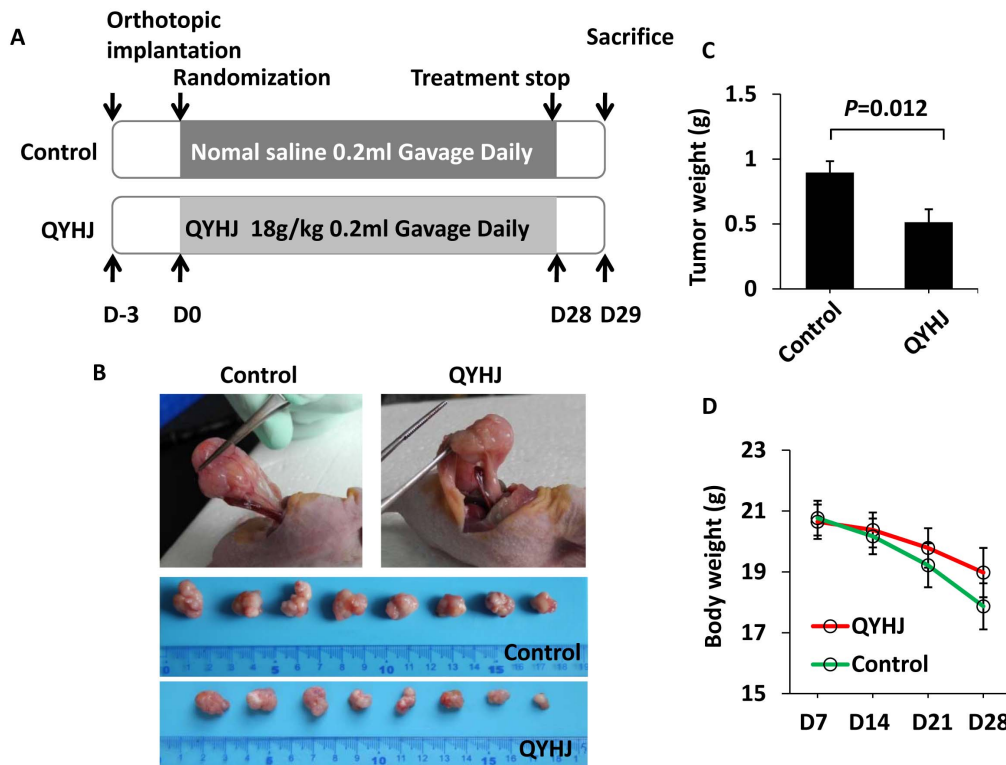 A
Orthotopic
implantation
Randomization
Treatment stop
Sacrifice
Control
Nomal saline 0.2ml Gavage Daily
QYHJ
QYHJ 18g/kg 0.2ml Gavage Daily
D-3
D0
D28
D29
B
Control
QYHJ
Control
QYHJ
C
Tumor weight (g)
1.5
1
0.5
0
P=0.012
Control
QYHJ
D
Body weight (g)
23
21
19
17
15
QYHJ
Control
D7
D14
D21
D28